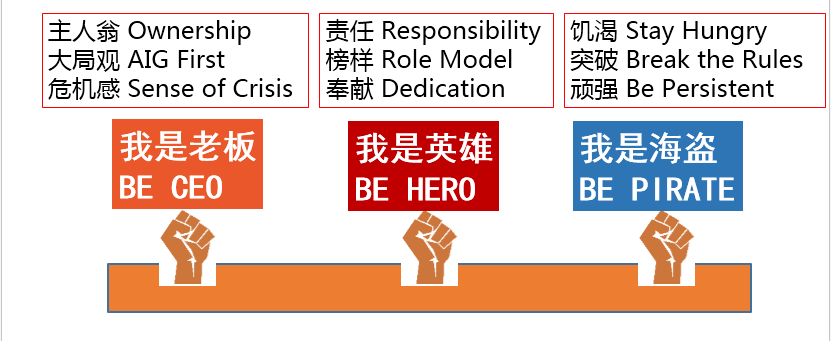 主人翁 Ownership
大局观 AIG First
危机感 Sense of Crisis
责任 Responsibility
榜样 Role Model
奉献 Dedication
饥渴 Stay Hungry
突破 Break the Rules
顽强 Be Persistent
我是老板
BE CEO
我是英雄
BE HERO
我是海盗
BE PIRATE